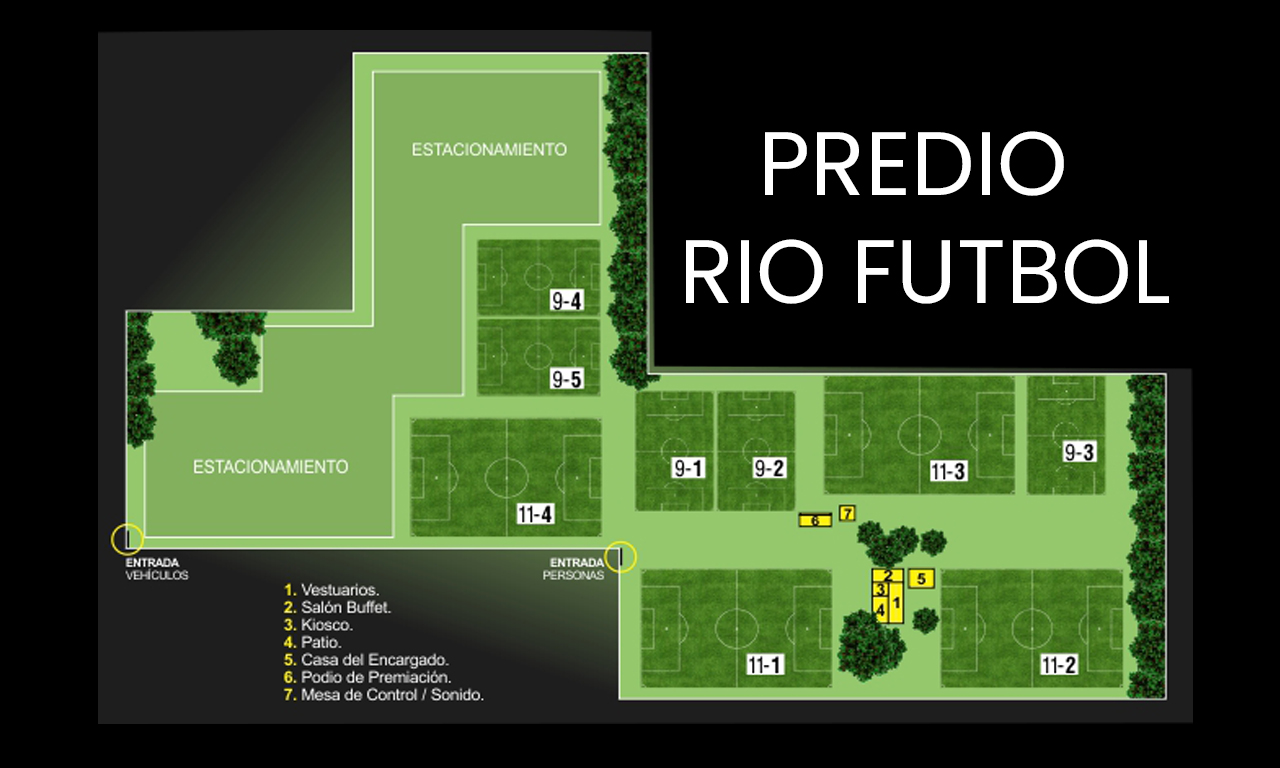 PREDIO
RIO FUTBOL
ESTACIONAMIENTO
9-4
9-5
ESTACIONAMIENTO
11-4
9-1
9-2
11-3
9-3
6
7
2
5
3
1
4
11-1
11-2
ENTRADA
VEHÍCULOS
ENTRADA
PERSONAS
1. Vestuarios.
2. Salón Buffet.
3. Kiosco.
4. Patio.
5. Casa del Encargado.
6. Podio de Premiación.
7. Mesa de Control / Sonido.